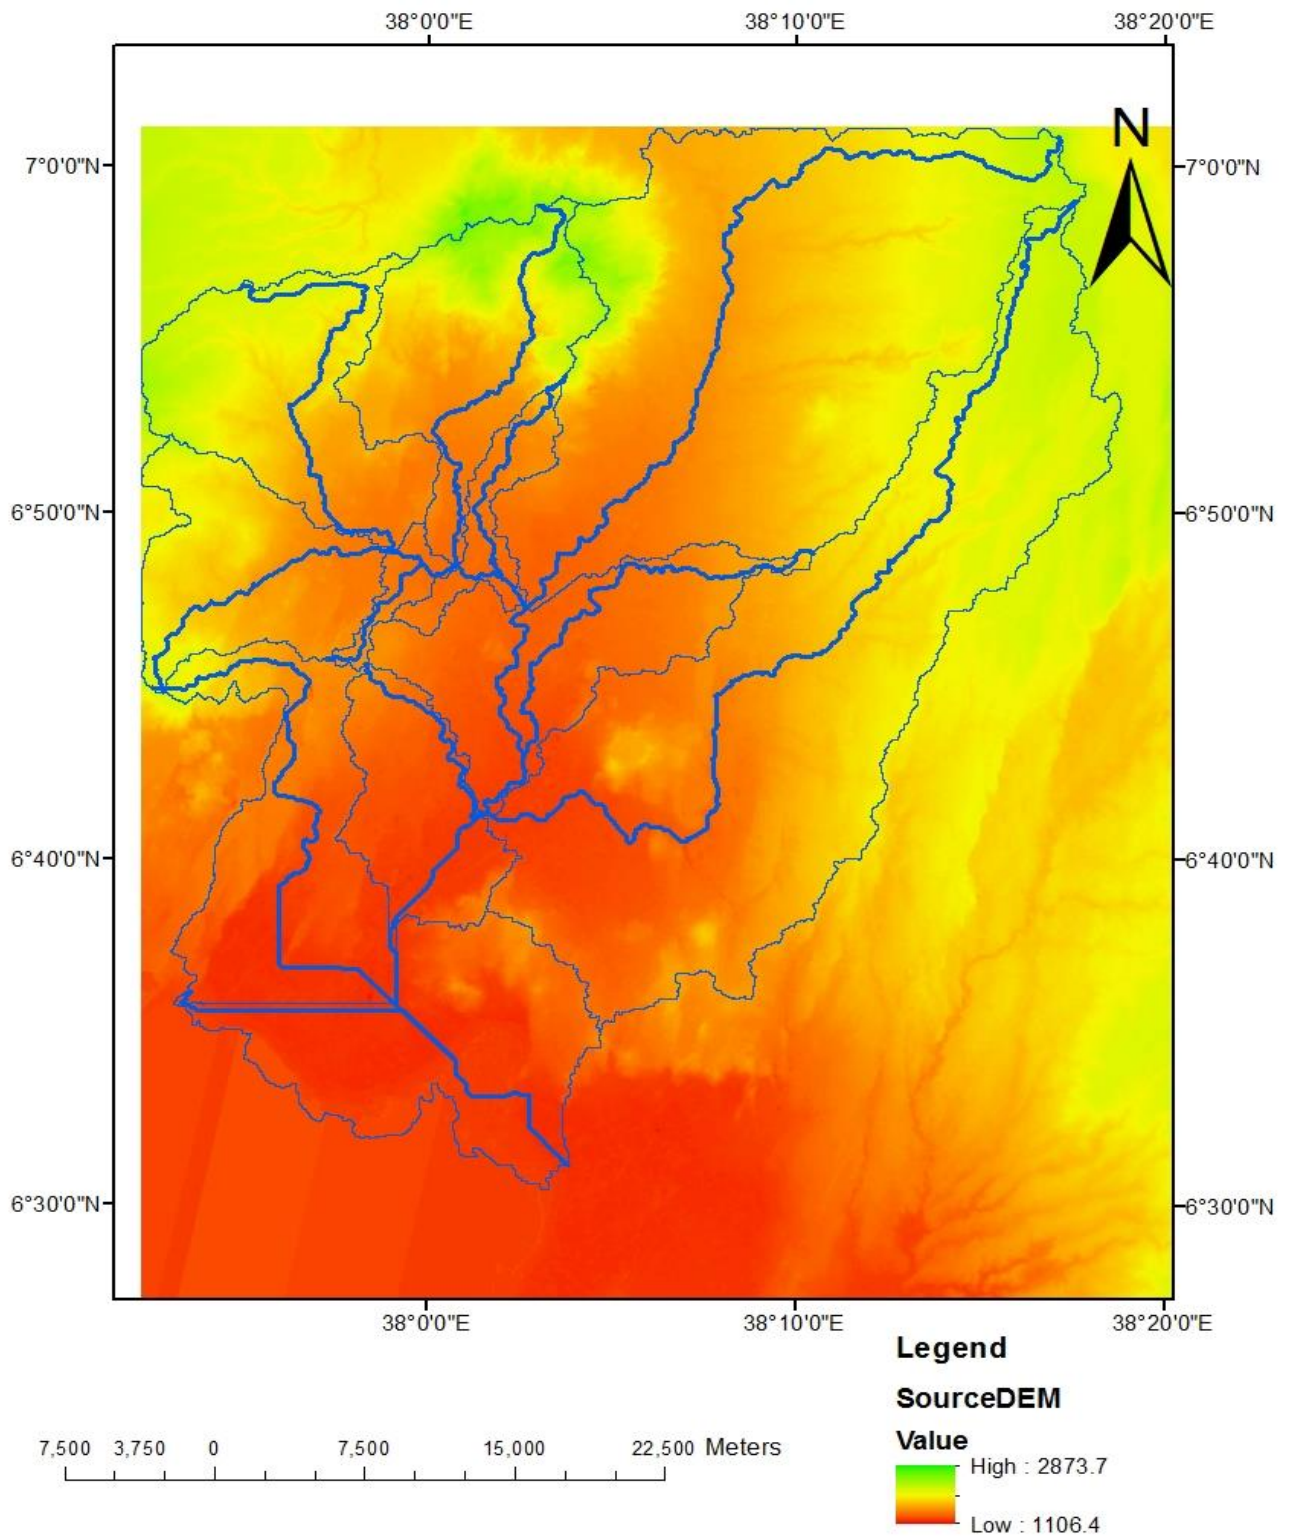 38°0'0"E 38°10'0"E 38°20'0"E
N
7°0'0"N 7°0'0"N
6°50'0"N 6°50'0"N
6°40'0"N 6°40'0"N
6°30'0"N 6°30'0"N
38°0'0"E 38°10'0"E 38°20'0"E
Legend
SourceDEM
Value
High : 2873.7
Low : 1106.4
7,500 3,750 0 7,500 15,000 22,500 Meters